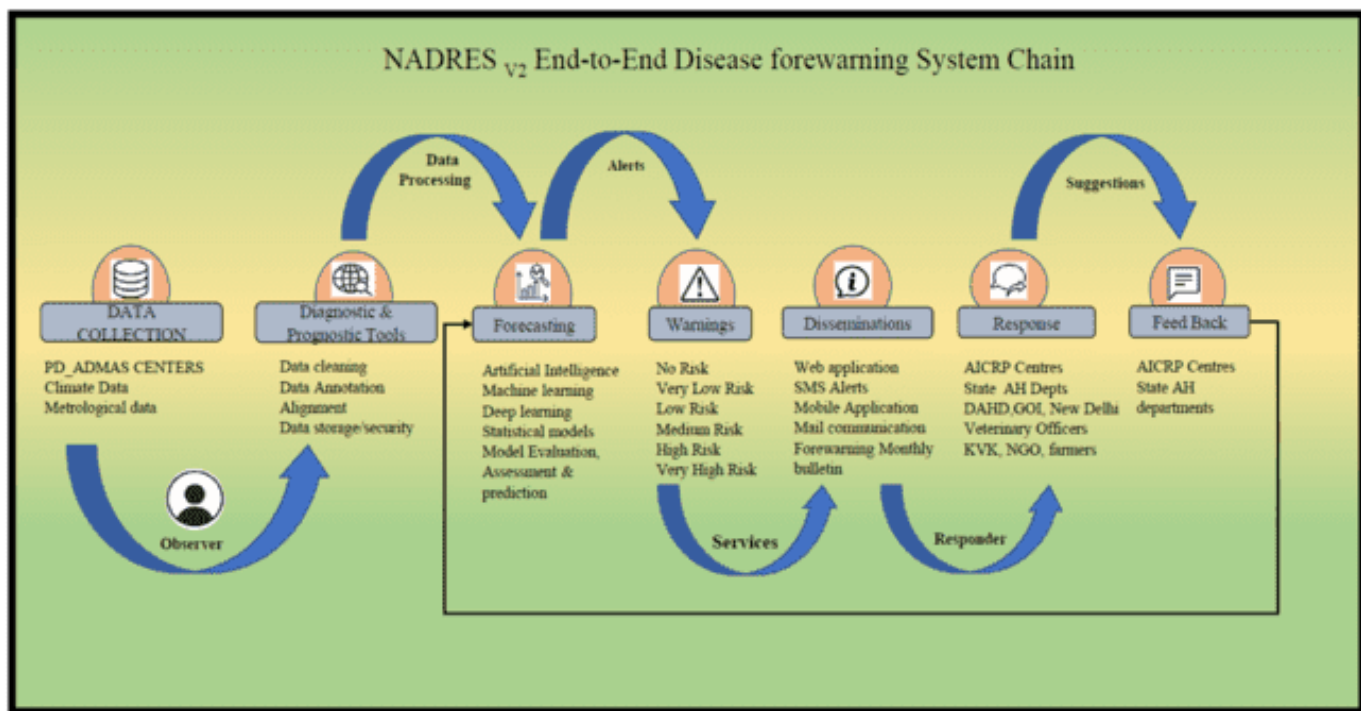 NADRES V2 End-to-End Disease forewarning System Chain
Data
Processing
Alerts
Suggestions
DATA
COLLECTION
Diagnostic &
Prognostic Tools
Forecasting
Warnings
Disseminations
Response
Feed Back
PD_ADMAS CENTERS
Climate Data
Metrological data
Data cleaning
Data Annotation
Alignment
Data storage/security
Artificial Intelligence
Machine learning
Deep learning
Statistical models
Model Evaluation,
Assessment &
prediction
No Risk
Very Low Risk
Low Risk
Medium Risk
High Risk
Very High Risk
Web application
SMS Alerts
Mobile Application
Mail communication
Forewarning Monthly
bulletin
AICRP Centres
State AH Depts
DAHD,GOI, New Delhi
Veterinary Officers
KVK, NGO, farmers
AICRP Centres
State AH
departments
Observer
Services
Responder